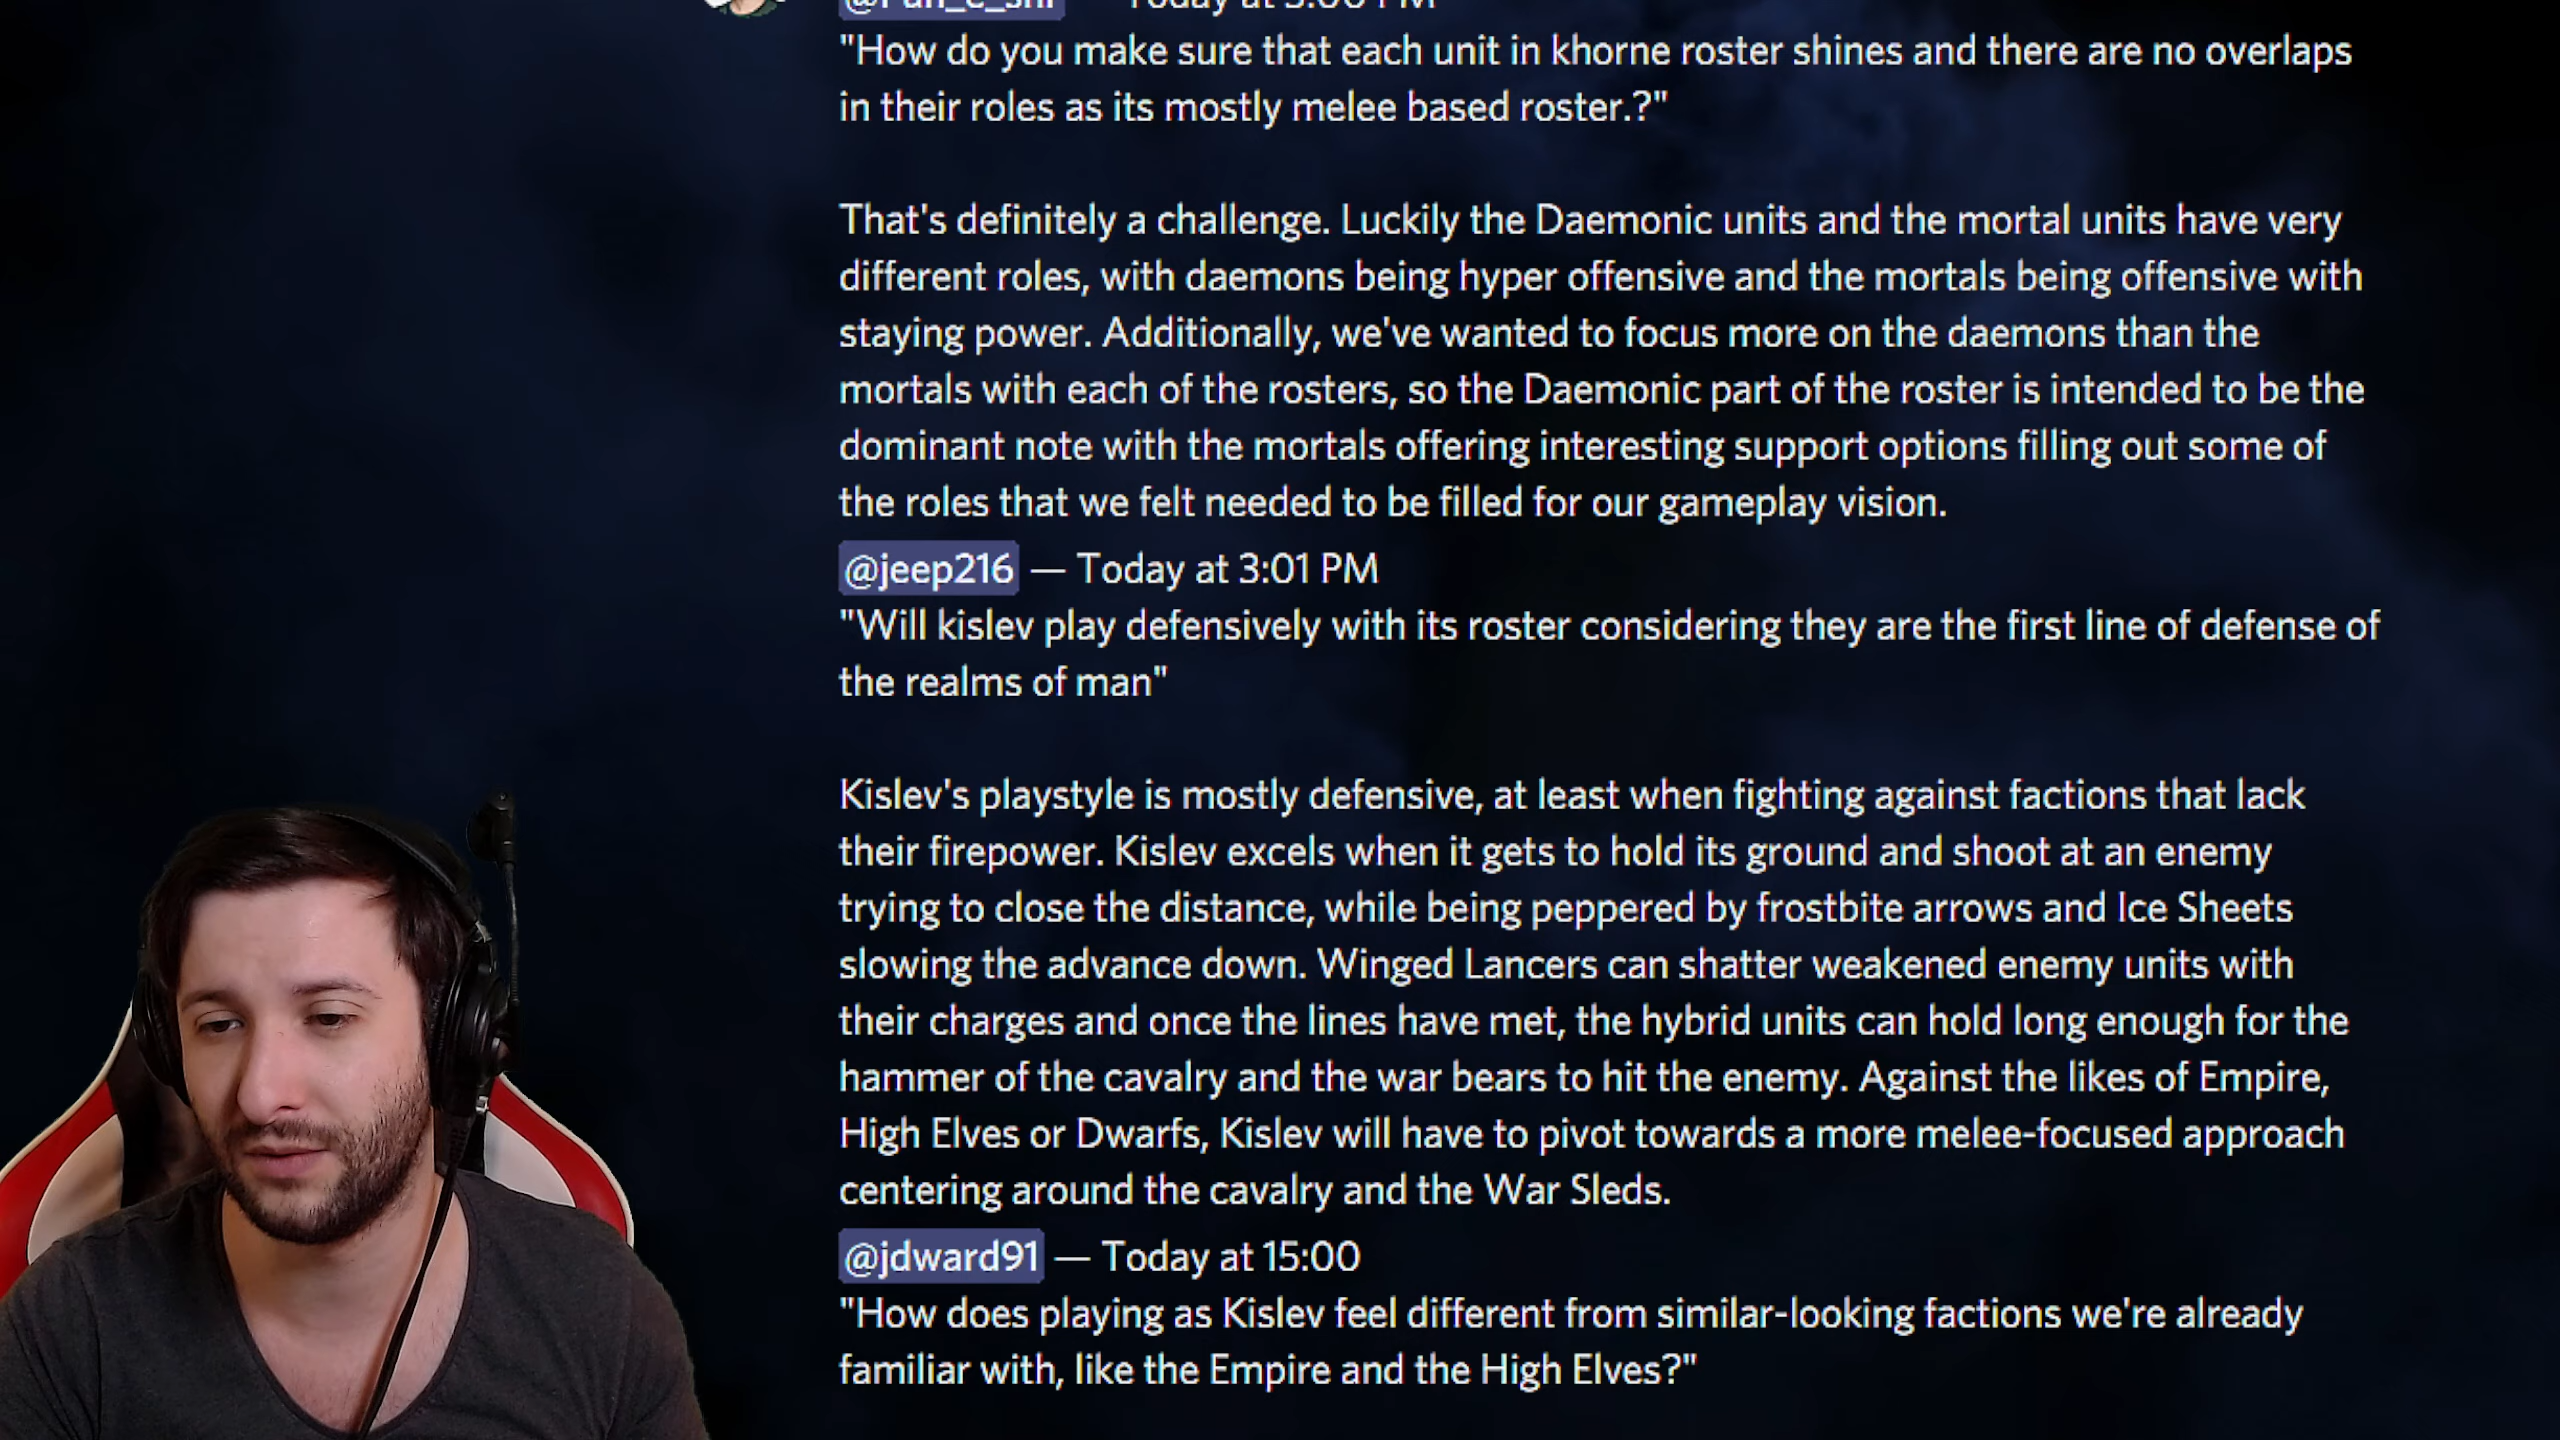 "How do you make sure that each unit in khorne roster shines and there are no overlaps
in their roles as its mostly melee based roster.?"
That's definitely a challenge. Luckily the Daemonic units and the mortal units have very
different roles, with daemons being hyper offensive and the mortals being offensive with
staying power. Additionally, we've wanted to focus more on the daemons than the
mortals with each of the rosters, so the Daemonic part of the roster is intended to be the
dominant note with the mortals offering interesting support options filling out some of
the roles that we felt needed to be filled for our gameplay vision.
@jeep216 — Today at 3:01 PM
"Will kislev play defensively with its roster considering they are the first line of defense of
the realms of man"
Kislev's playstyle is mostly defensive, at least when fighting against factions that lack
their firepower. Kislev excels when it gets to hold its ground and shoot at an enemy
trying to close the distance, while being peppered by frostbite arrows and Ice Sheets
slowing the advance down. Winged Lancers can shatter weakened enemy units with
their charges and once the lines have met, the hybrid units can hold long enough for the
hammer of the cavalry and the war bears to hit the enemy. Against the likes of Empire,
High Elves or Dwarfs, Kislev will have to pivot towards a more melee-focused approach
centering around the cavalry and the War Sleds.
@jdward91 — Today at 15:00
"How does playing as Kislev feel different from similar-looking factions we're already
familiar with, like the Empire and the High Elves?"